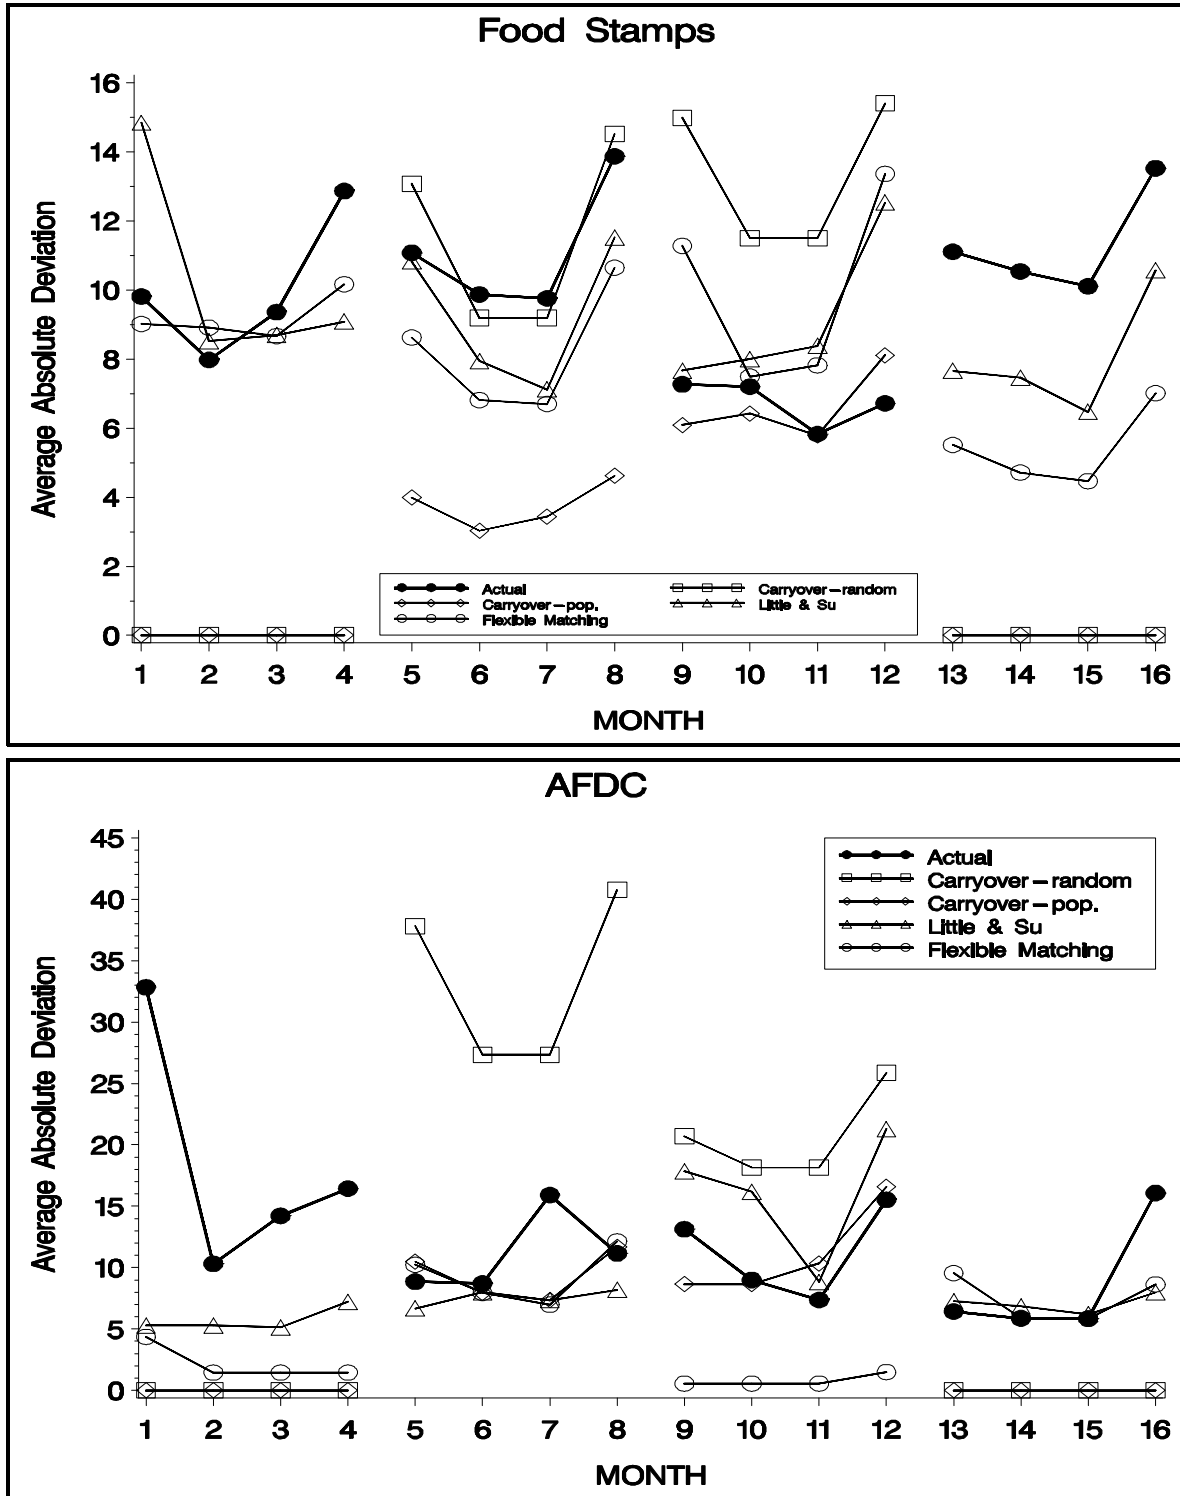 Food Stamps
Average Absolute Deviation
16
14
12
10
8
6
4
2
0
Actual
Carryover-random
Carryover-pop.
Little & Su
Flexible Matching
1 2 3 4 5 6 7 8 9 10 11 12 13 14 15 16
MONTH
AFDC
Average Absolute Deviation
45
40
35
30
25
20
15
10
5
0
Actual
Carryover-random
Carryover-pop.
Little & Su
Flexible Matching
1 2 3 4 5 6 7 8 9 10 11 12 13 14 15 16
MONTH